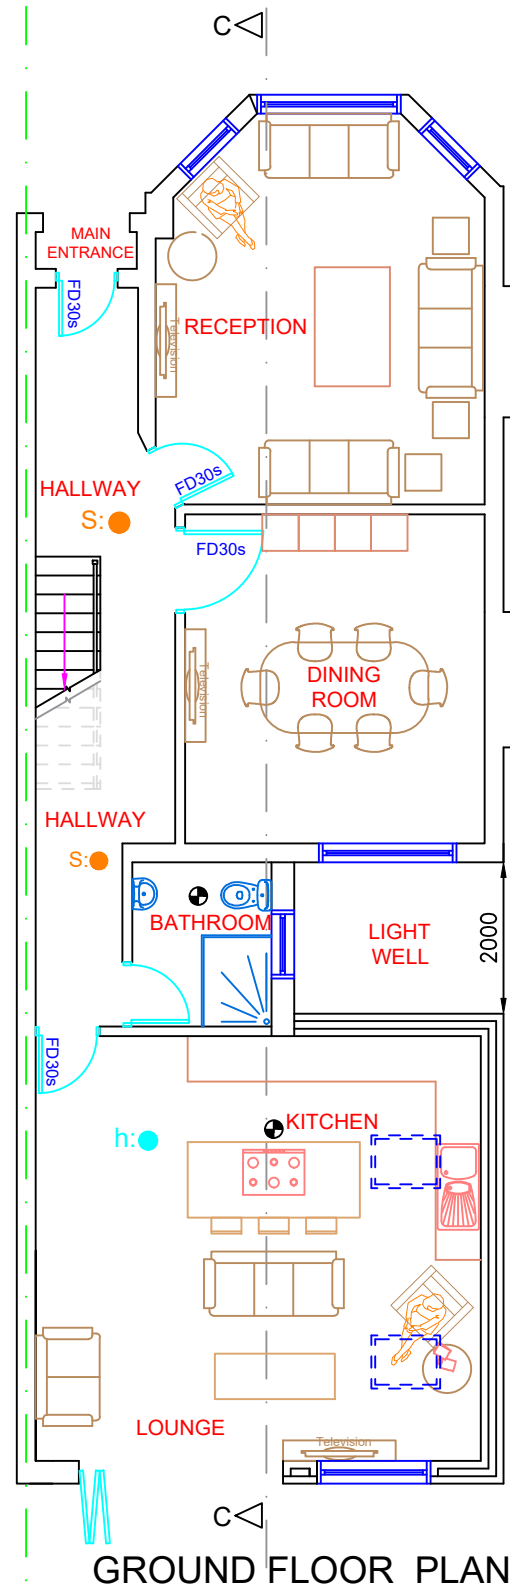 C
MAIN
ENTRANCE
FD30s
RECEPTION
Television
HALLWAY
FD30s
S:
FD30s
DINING
ROOM
Television
HALLWAY
S:
BATHROOM
LIGHT
WELL
2000
FD30s
KITCHEN
h:
LOUNGE
Television
C
GROUND FLOOR PLAN